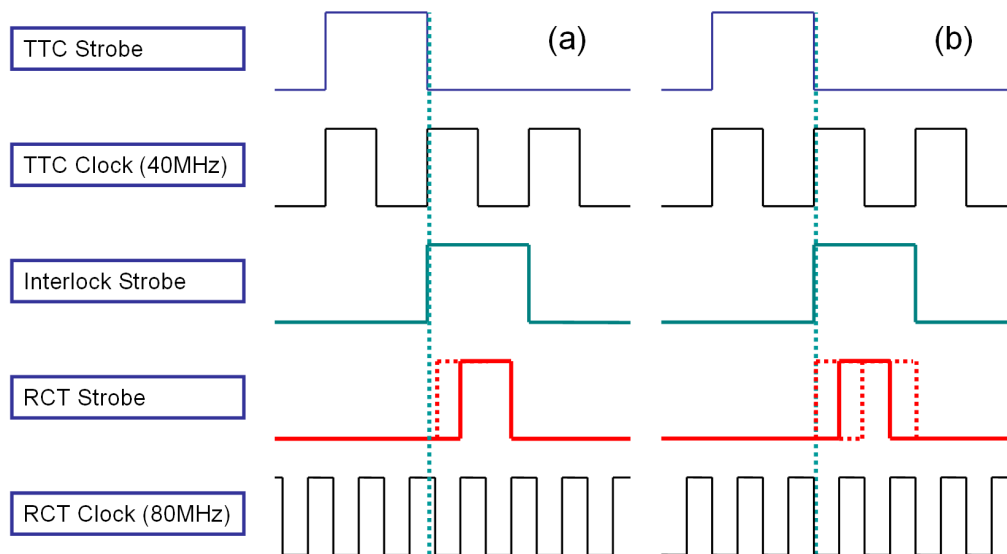 (a)
(b)
TTC Strobe
TTC Clock (40MHz)
Interlock Strobe
RCT Strobe
RCT Clock (80MHz)